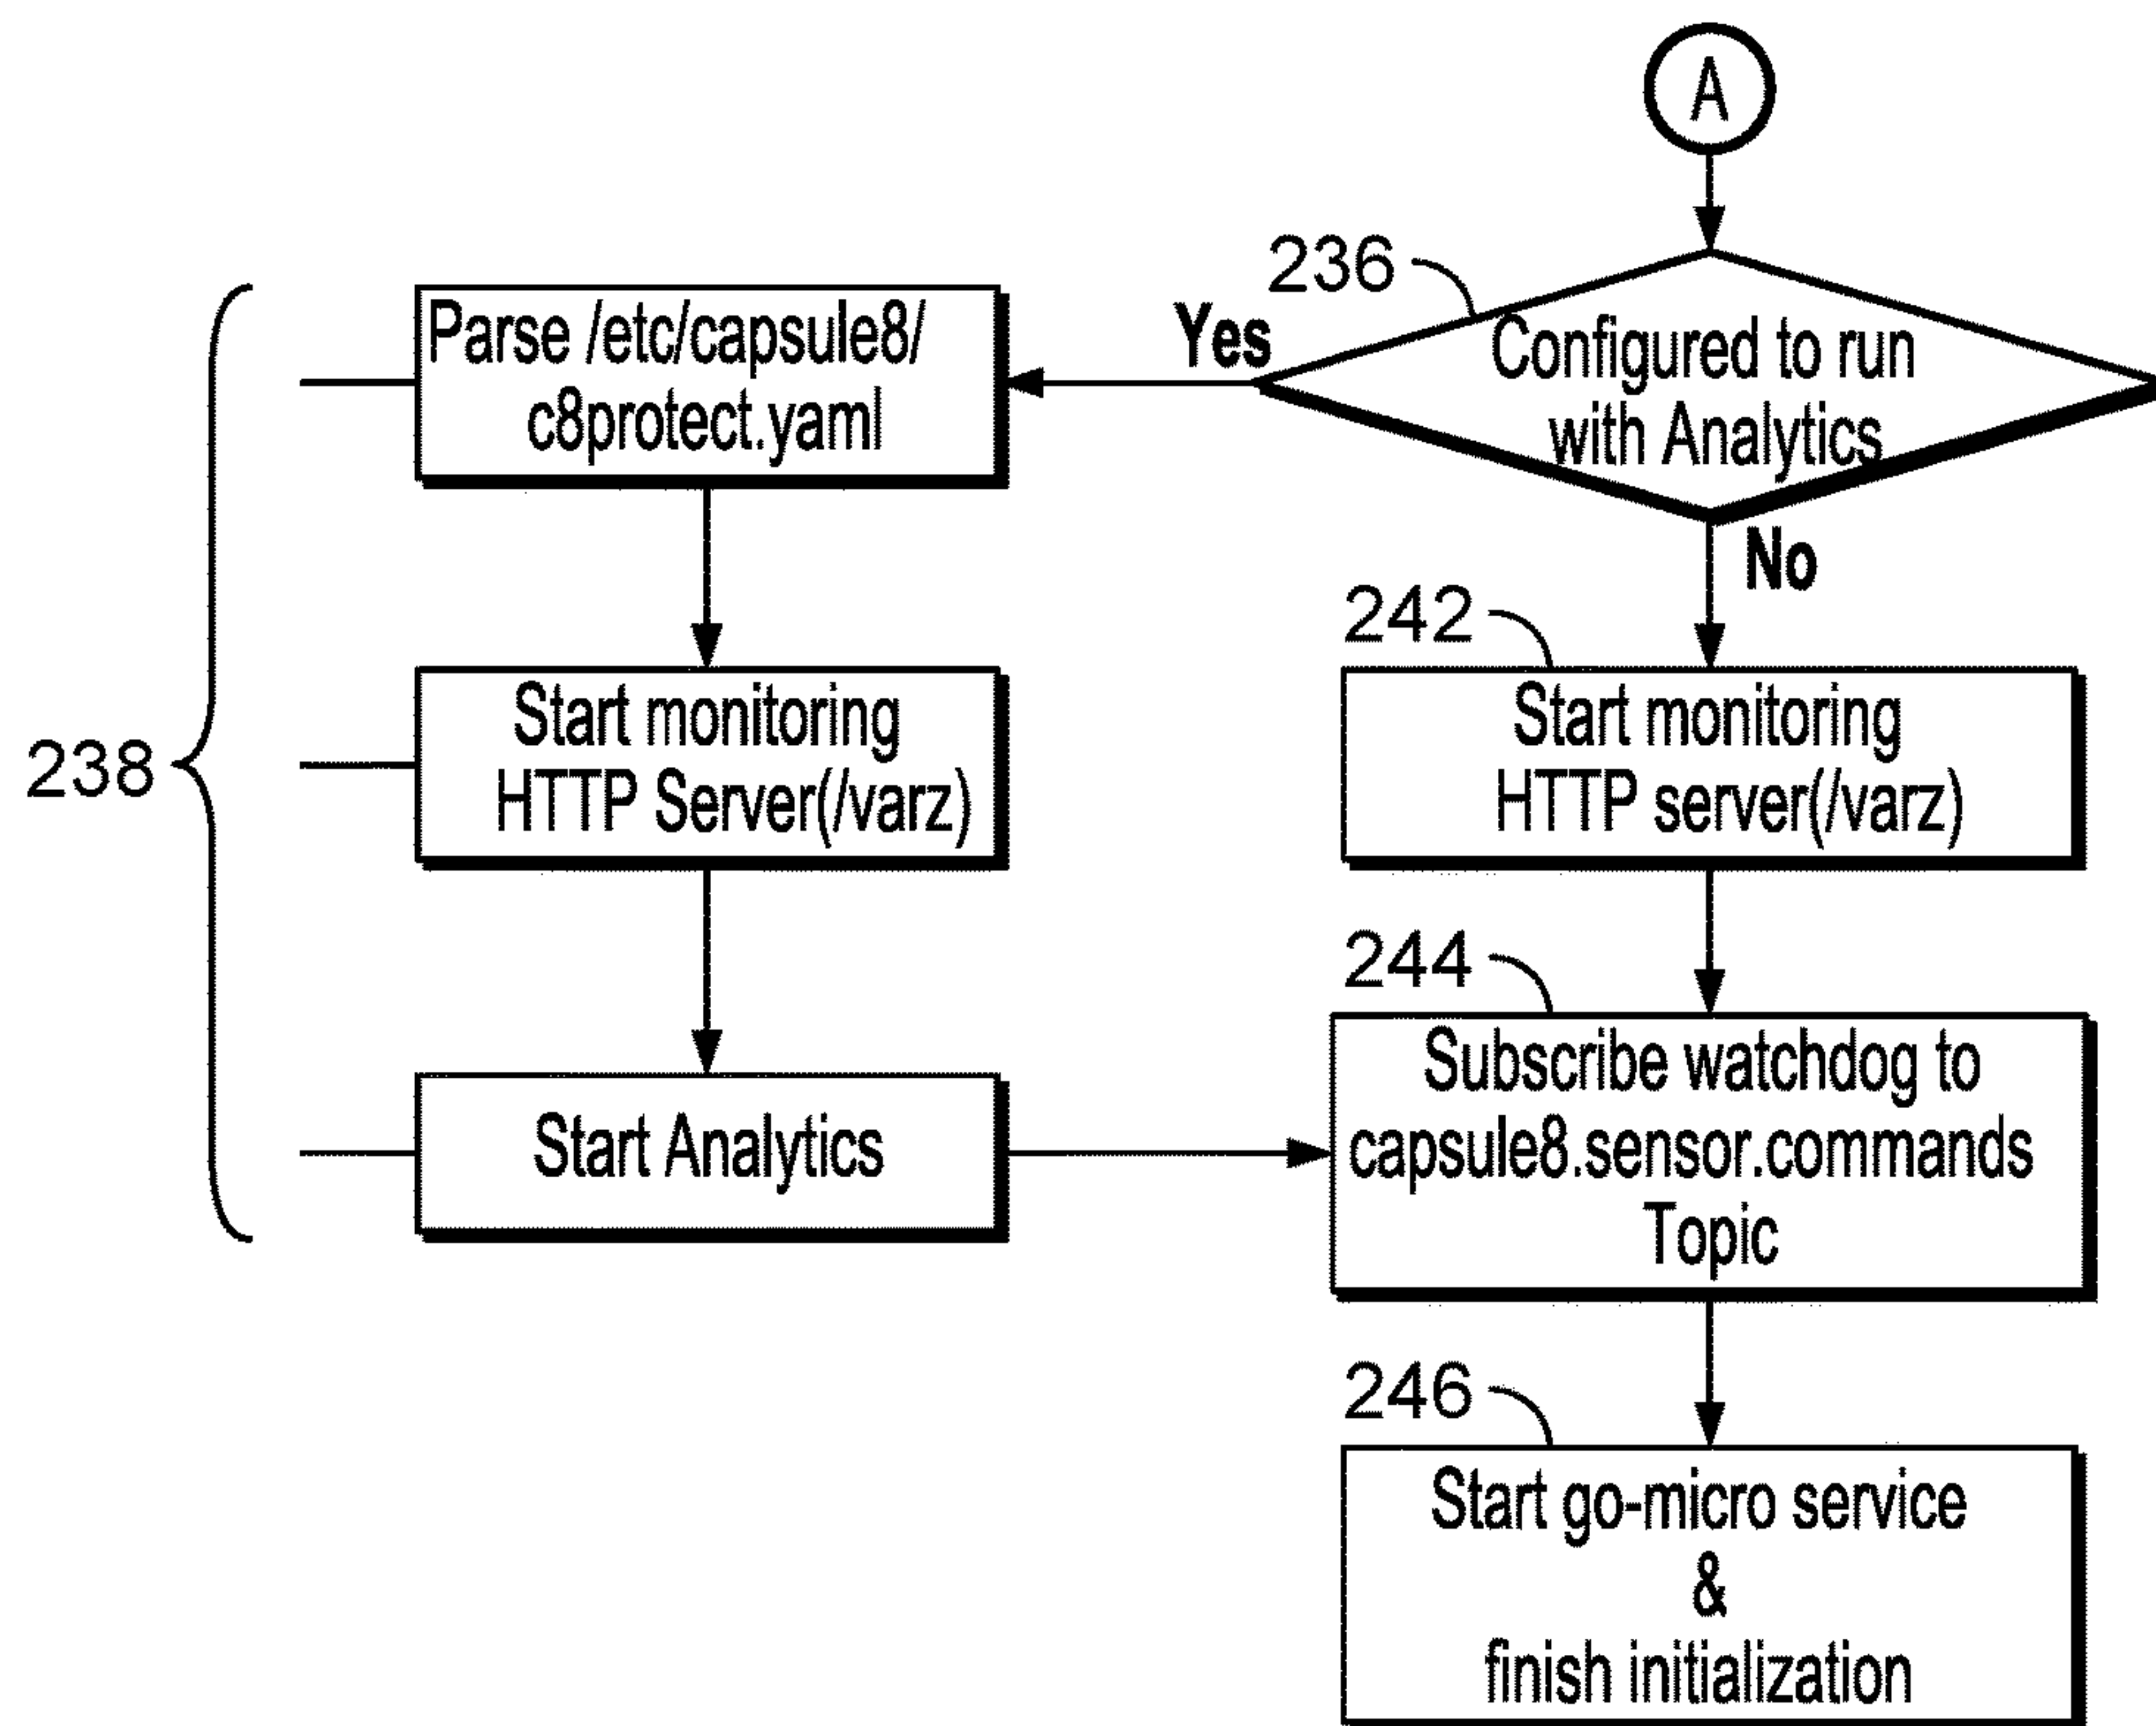 A
236
Configured to run
with Analytics
Yes
No
Parse /etc/capsule8/
c8protect.yaml
238
Start monitoring
HTTP Server(/varz)
Start Analytics
242
Start monitoring
HTTP server(/varz)
244
Subscribe watchdog to
capsule8.sensor.commands
Topic
246
Start go-micro service
&
finish initialization